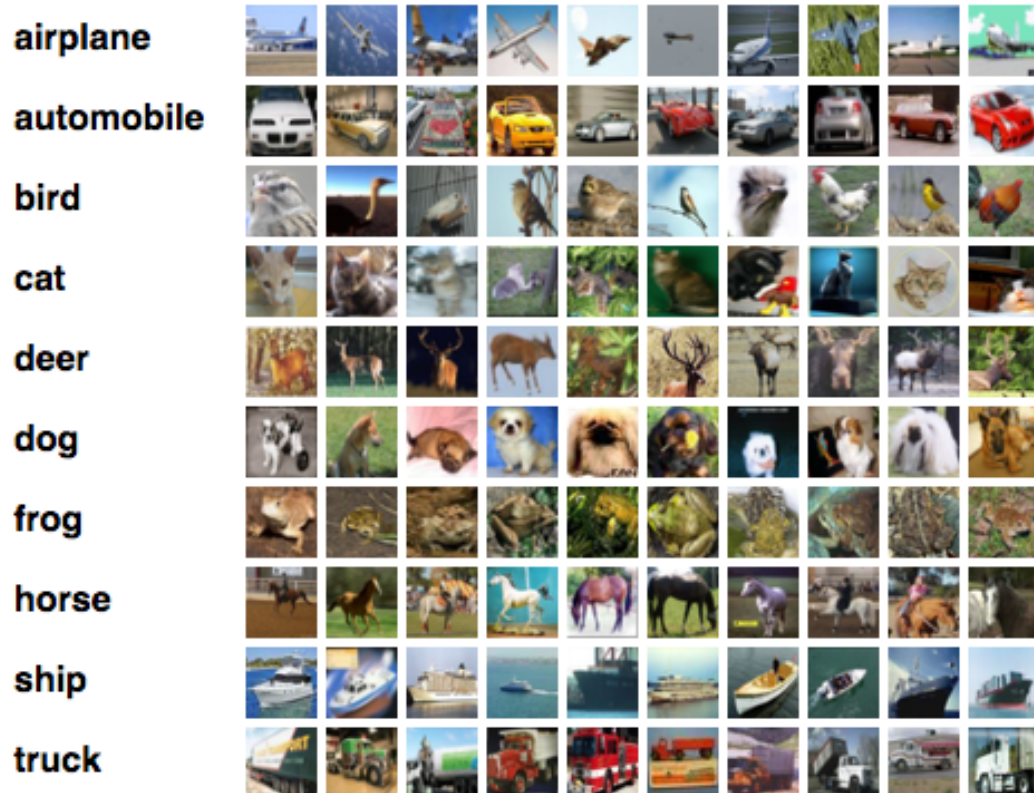 airplane
automobile
bird
cat
deer
dog
frog
horse
ship
truck